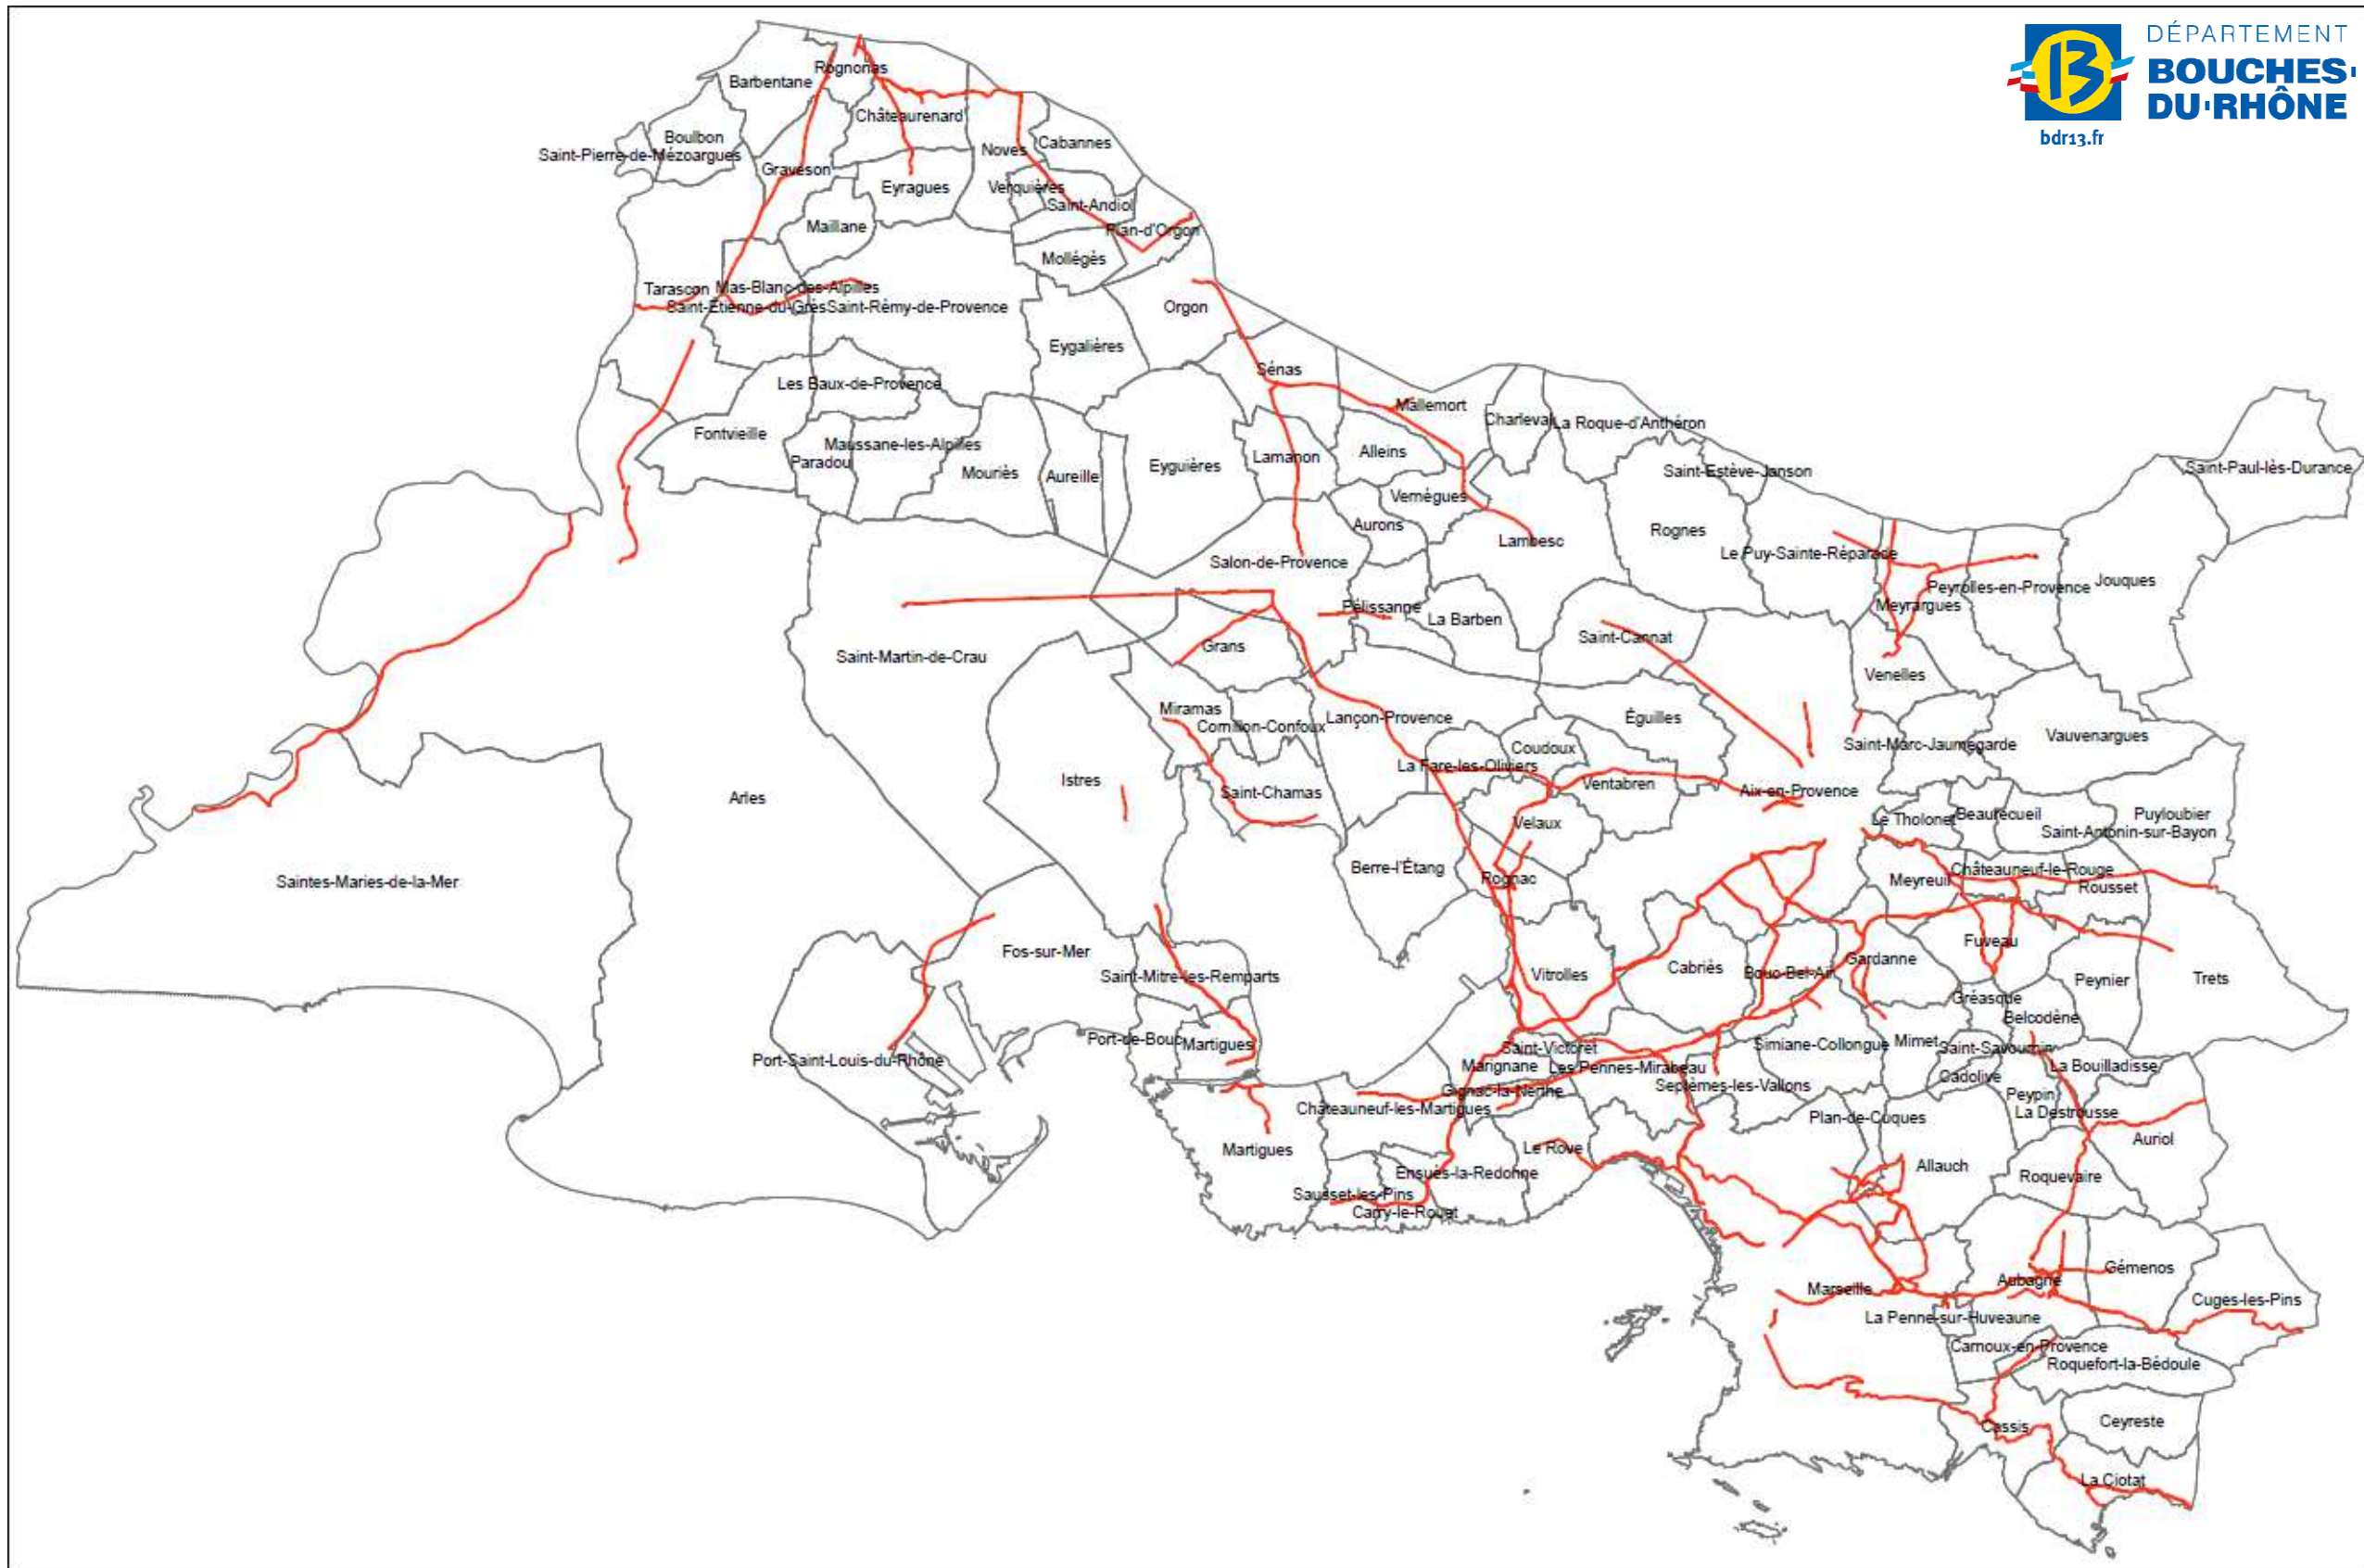 DÉPARTEMENT
BOUCHES-
DU-RHÔNE
bdr13.fr
Rognonas
Barbentane
Châteaurenard
Boulbon
Cabannes
Noves
Saint-Pierre-de-Mézoargues
Graveson
Eyragues
Verquières
Saint-Andiol
Maillane
Plan-d'Orgon
Mollégès
Tarascon
Mas-Blanc-des-Alpilles
Saint-Étienne-du-Grès
Saint-Rémy-de-Provence
Orgon
Eygalières
Sénas
Les Baux-de-Provence
Mallemort
Charleval
La Roque-d'Anthéron
Fontvieille
Maussane-les-Alpilles
Paradou
Mouriès
Aureille
Eyguières
Lamanon
Alleins
Saint-Estève-Janson
Saint-Paul-lès-Durance
Vernègues
Aurons
Lambesc
Rognes
Le Puy-Sainte-Réparade
Salon-de-Provence
Peyrolles-en-Provence
Jouques
Meyrargues
Pélissanne
La Barben
Saint-Cannat
Grans
Saint-Martin-de-Crau
Venelles
Miramas
Cornillon-Confoux
Lançon-Provence
Éguilles
Vauvenargues
Saint-Marc-Jaumegarde
Coudoux
La Fare-les-Oliviers
Istres
Ventabren
Saint-Chamas
Aix-en-Provence
Arles
Velaux
Le Tholonet
Beaurecueil
Puyloubier
Saint-Antonin-sur-Bayon
Saintes-Maries-de-la-Mer
Berre-l'Étang
Rognac
Meyreuil
Châteauneuf-le-Rouge
Rousset
Fos-sur-Mer
Fuveau
Saint-Mitre-les-Remparts
Vitrolles
Cabriès
Bouc-Bel-Air
Gardanne
Peynier
Trets
Gréasque
Belcodène
Port-de-Bouc
Martigues
Port-Saint-Louis-du-Rhône
Saint-Victoret
Simiane-Collongue
Mimet
Saint-Savournin
Marignane
Les Pennes-Mirabeau
La Bouilladisse
Septèmes-les-Vallons
Cadolive
Gignac-la-Nerthe
Peypin
Châteauneuf-les-Martigues
La Destrousse
Plan-de-Cuques
Auriol
Martigues
Le Rove
Allauch
Ensuès-la-Redonne
Roquevaire
Sausset-les-Pins
Carry-le-Rouet
Gémenos
Aubagne
Marseille
Cuges-les-Pins
La Penne-sur-Huveaune
Carnoux-en-Provence
Roquefort-la-Bédoule
Cassis
Ceyreste
La Ciotat